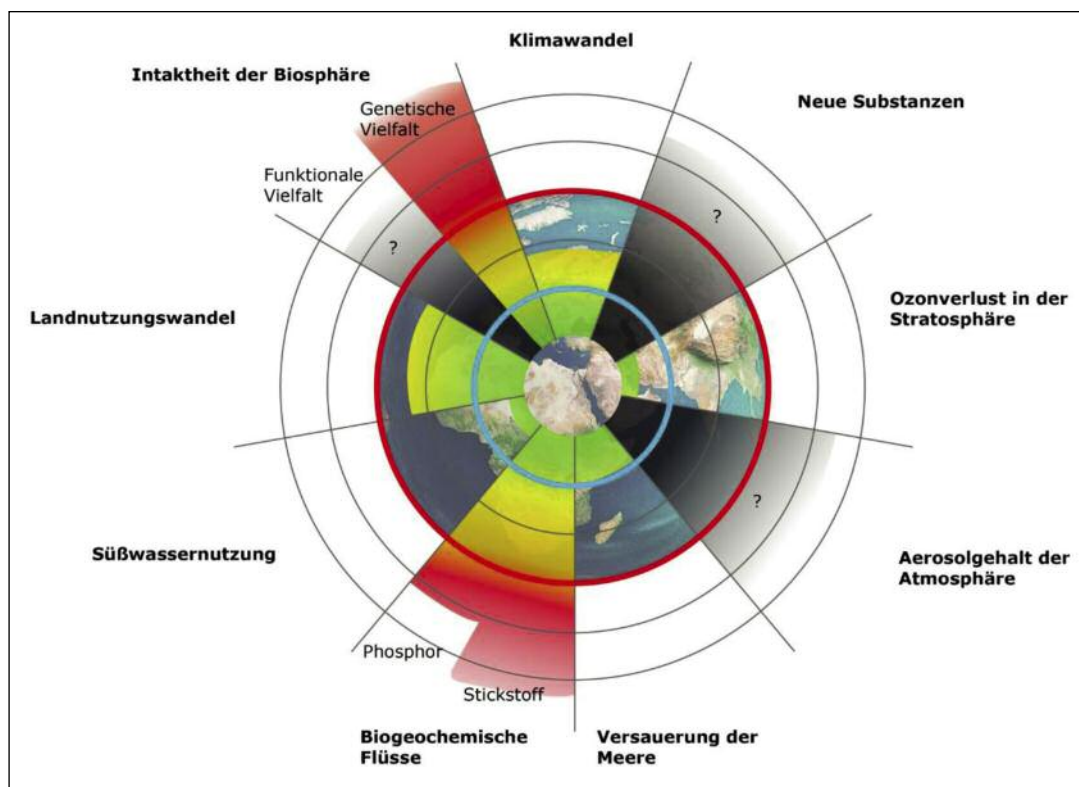 Klimawandel
Intaktheit der Biosphäre
Genetische
Vielfalt
Funktionale
Vielfalt
?
Neue Substanzen
?
Landnutzungswandel
Ozonverlust in der
Stratosphäre
?
Süßwassernutzung
Aerosolgehalt der
Atmosphäre
Phosphor
Stickstoff
Biogeochemische
Flüsse
Versauerung der
Meere